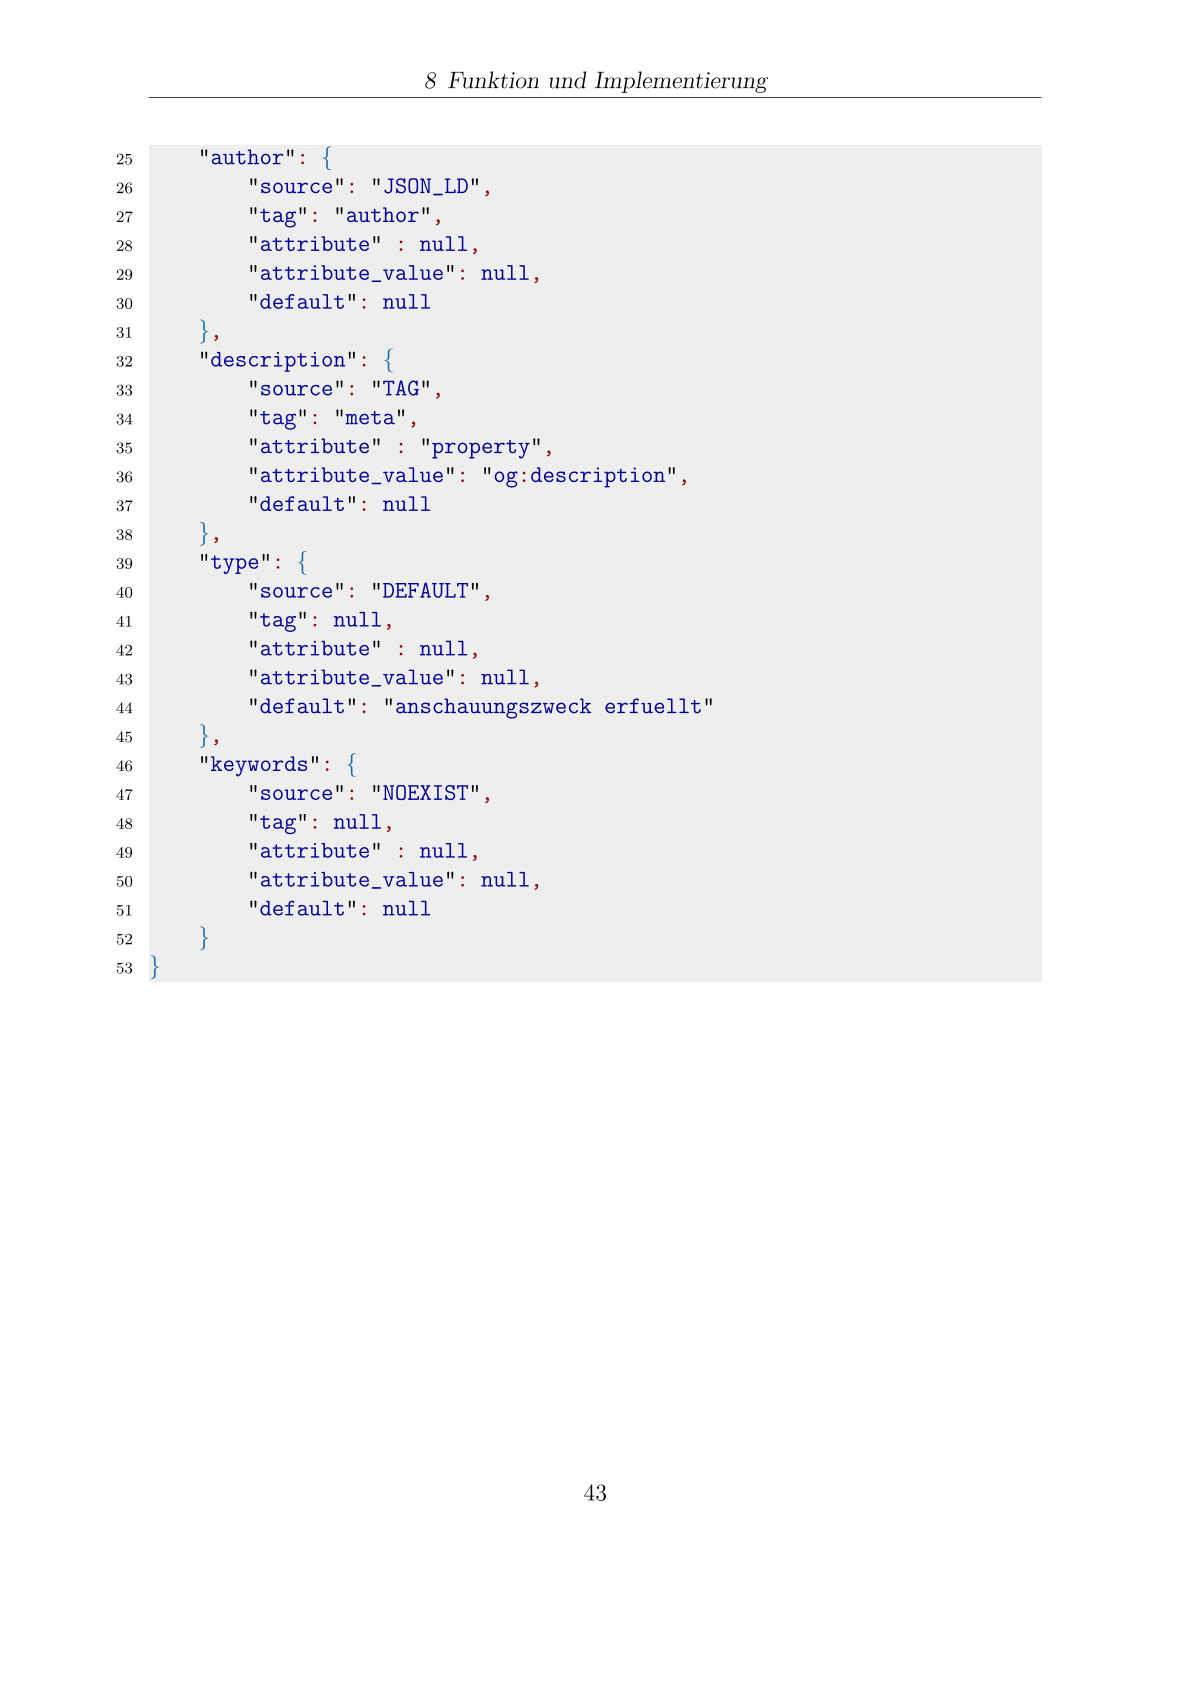 8 Funktion und Implementierung
25     "author": {
26         "source": "JSON_LD",
27         "tag": "author",
28         "attribute" : null,
29         "attribute_value": null,
30         "default": null
31     },
32     "description": {
33         "source": "TAG",
34         "tag": "meta",
35         "attribute" : "property",
36         "attribute_value": "og:description",
37         "default": null
38     },
39     "type": {
40         "source": "DEFAULT",
41         "tag": null,
42         "attribute" : null,
43         "attribute_value": null,
44         "default": "anschauungszweck erfuellt"
45     },
46     "keywords": {
47         "source": "NOEXIST",
48         "tag": null,
49         "attribute" : null,
50         "attribute_value": null,
51         "default": null
52     }
53 }
43